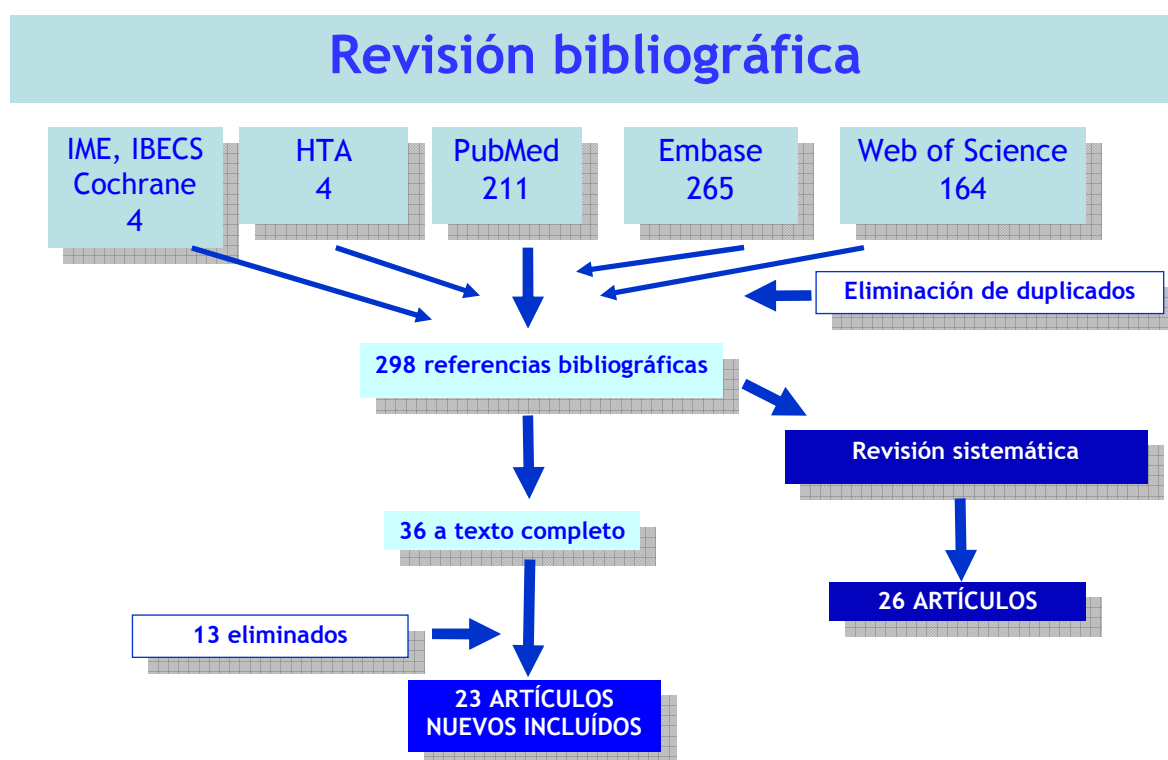 Revisión bibliográfica
IME, IBECS
Cochrane
4
HTA
4
PubMed
211
Embase
265
Web of Science
164
Eliminación de duplicados
298 referencias bibliográficas
Revisión sistemática
36 a texto completo
26 ARTÍCULOS
13 eliminados
23 ARTÍCULOS
NUEVOS INCLUÍDOS